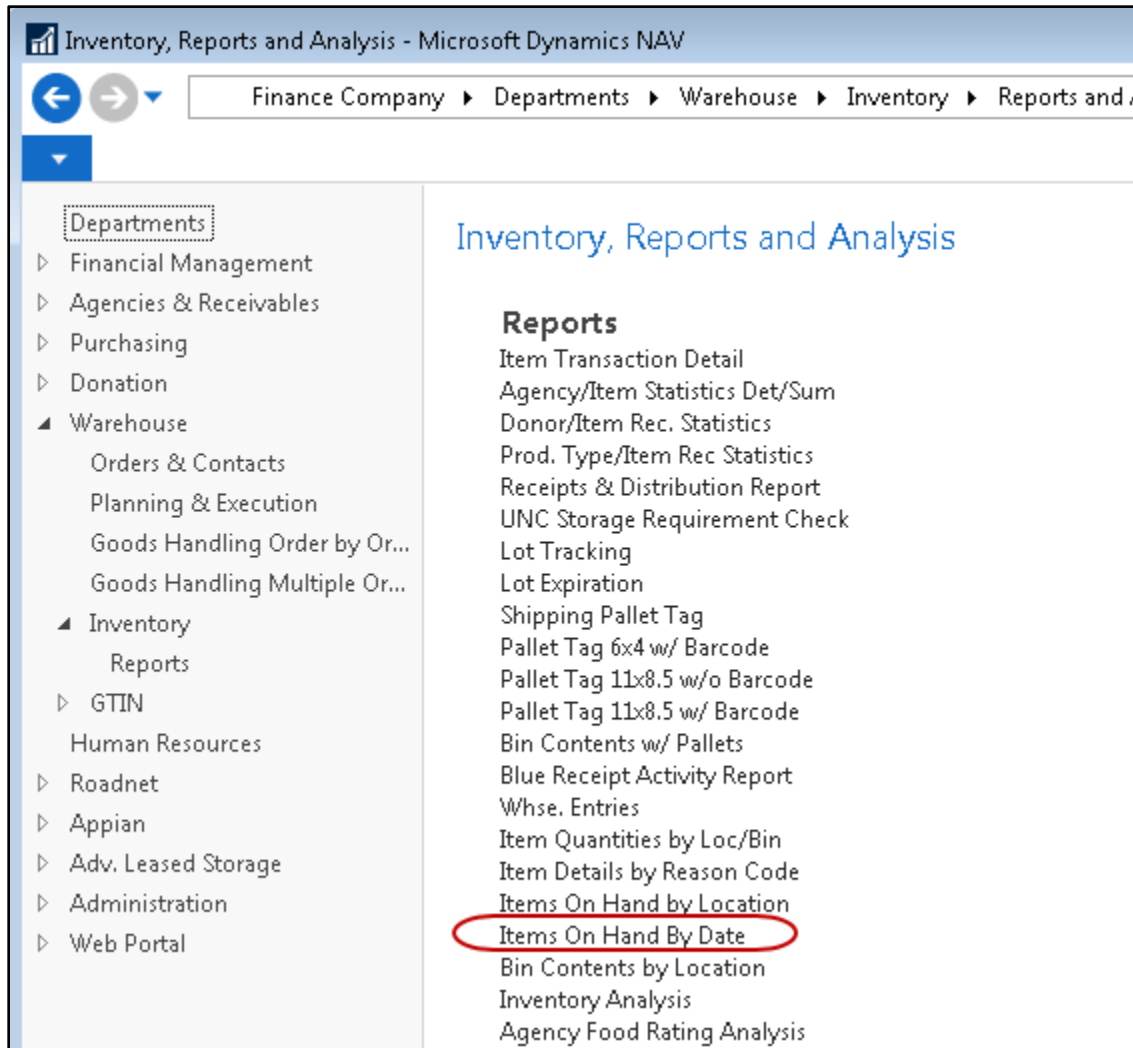 Inventory, Reports and Analysis - Microsoft Dynamics NAV
Finance Company ▸ Departments ▸ Warehouse ▸ Inventory ▸ Reports and
Departments
Financial Management
Agencies & Receivables
Purchasing
Donation
Warehouse
Orders & Contacts
Planning & Execution
Goods Handling Order by Or...
Goods Handling Multiple Or...
Inventory
Reports
GTIN
Human Resources
Roadnet
Appian
Adv. Leased Storage
Administration
Web Portal
Inventory, Reports and Analysis
Reports
Item Transaction Detail
Agency/Item Statistics Det/Sum
Donor/Item Rec. Statistics
Prod. Type/Item Rec Statistics
Receipts & Distribution Report
UNC Storage Requirement Check
Lot Tracking
Lot Expiration
Shipping Pallet Tag
Pallet Tag 6x4 w/ Barcode
Pallet Tag 11x8.5 w/o Barcode
Pallet Tag 11x8.5 w/ Barcode
Bin Contents w/ Pallets
Blue Receipt Activity Report
Whse. Entries
Item Quantities by Loc/Bin
Item Details by Reason Code
Items On Hand by Location
Items On Hand By Date
Bin Contents by Location
Inventory Analysis
Agency Food Rating Analysis